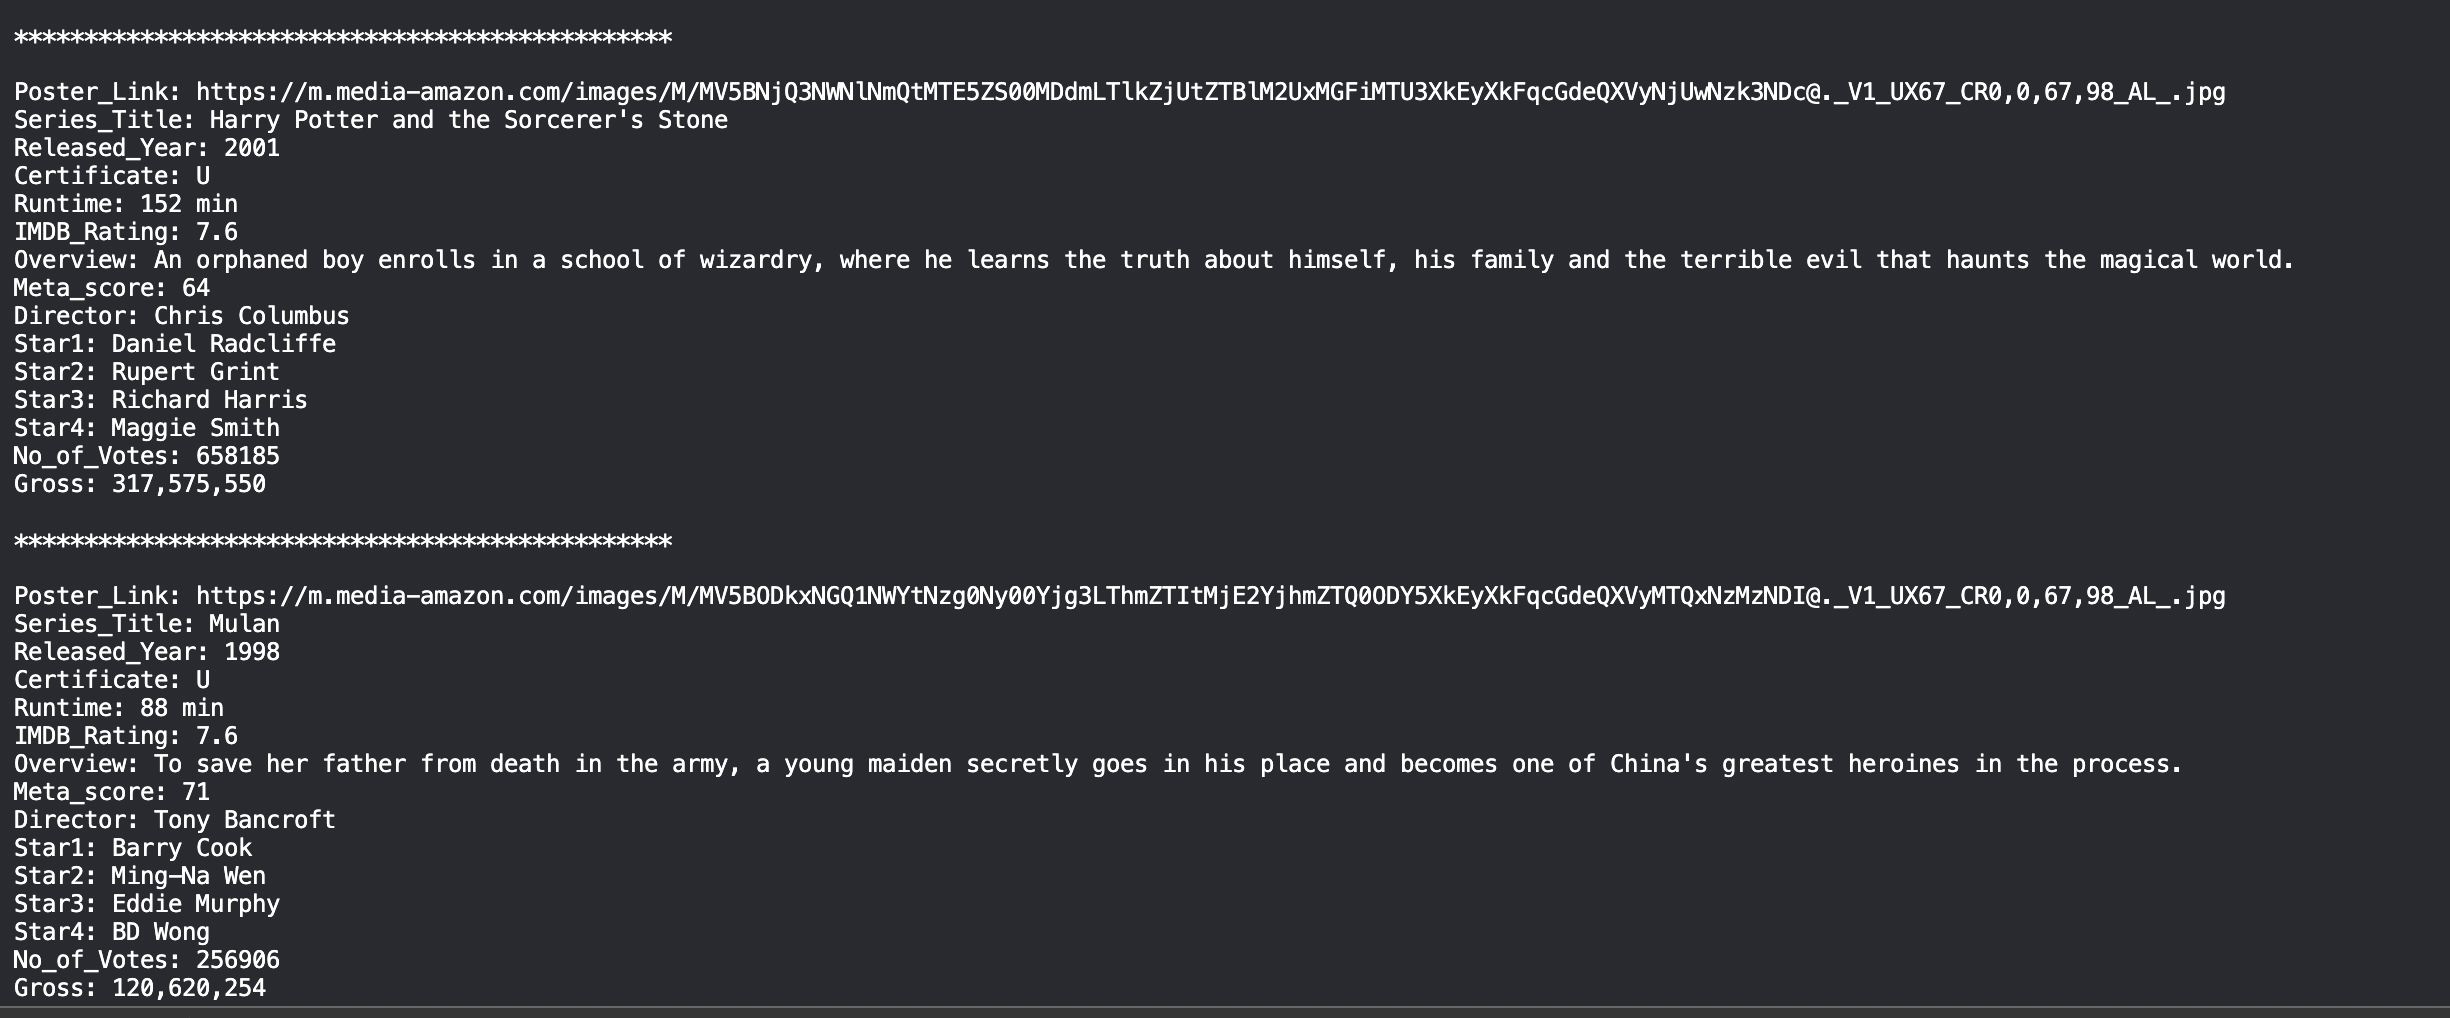 ***********************************************
Poster_Link: https://m.media-amazon.com/images/M/MV5BNjQ3NWNlNmQtMTE5ZS00MDdmLTlkZjUtZTBlM2UxMGFiMTU3XkEyXkFqcGdeQXVyNjUwNzk3NDc@._V1_UX67_CR0,0,67,98_AL_.jpg
Series_Title: Harry Potter and the Sorcerer's Stone
Released_Year: 2001
Certificate: U
Runtime: 152 min
IMDB_Rating: 7.6
Overview: An orphaned boy enrolls in a school of wizardry, where he learns the truth about himself, his family and the terrible evil that haunts the magical world.
Meta_score: 64
Director: Chris Columbus
Star1: Daniel Radcliffe
Star2: Rupert Grint
Star3: Richard Harris
Star4: Maggie Smith
No_of_Votes: 658185
Gross: 317,575,550
***********************************************
Poster_Link: https://m.media-amazon.com/images/M/MV5BODkxNGQ1NWYtNzg0Ny00Yjg3LThmZTItMjE2YjhmZTQ0ODY5XkEyXkFqcGdeQXVyMTQxNzMzNDI@._V1_UX67_CR0,0,67,98_AL_.jpg
Series_Title: Mulan
Released_Year: 1998
Certificate: U
Runtime: 88 min
IMDB_Rating: 7.6
Overview: To save her father from death in the army, a young maiden secretly goes in his place and becomes one of China's greatest heroines in the process.
Meta_score: 71
Director: Tony Bancroft
Star1: Barry Cook
Star2: Ming-Na Wen
Star3: Eddie Murphy
Star4: BD Wong
No_of_Votes: 256906
Gross: 120,620,254